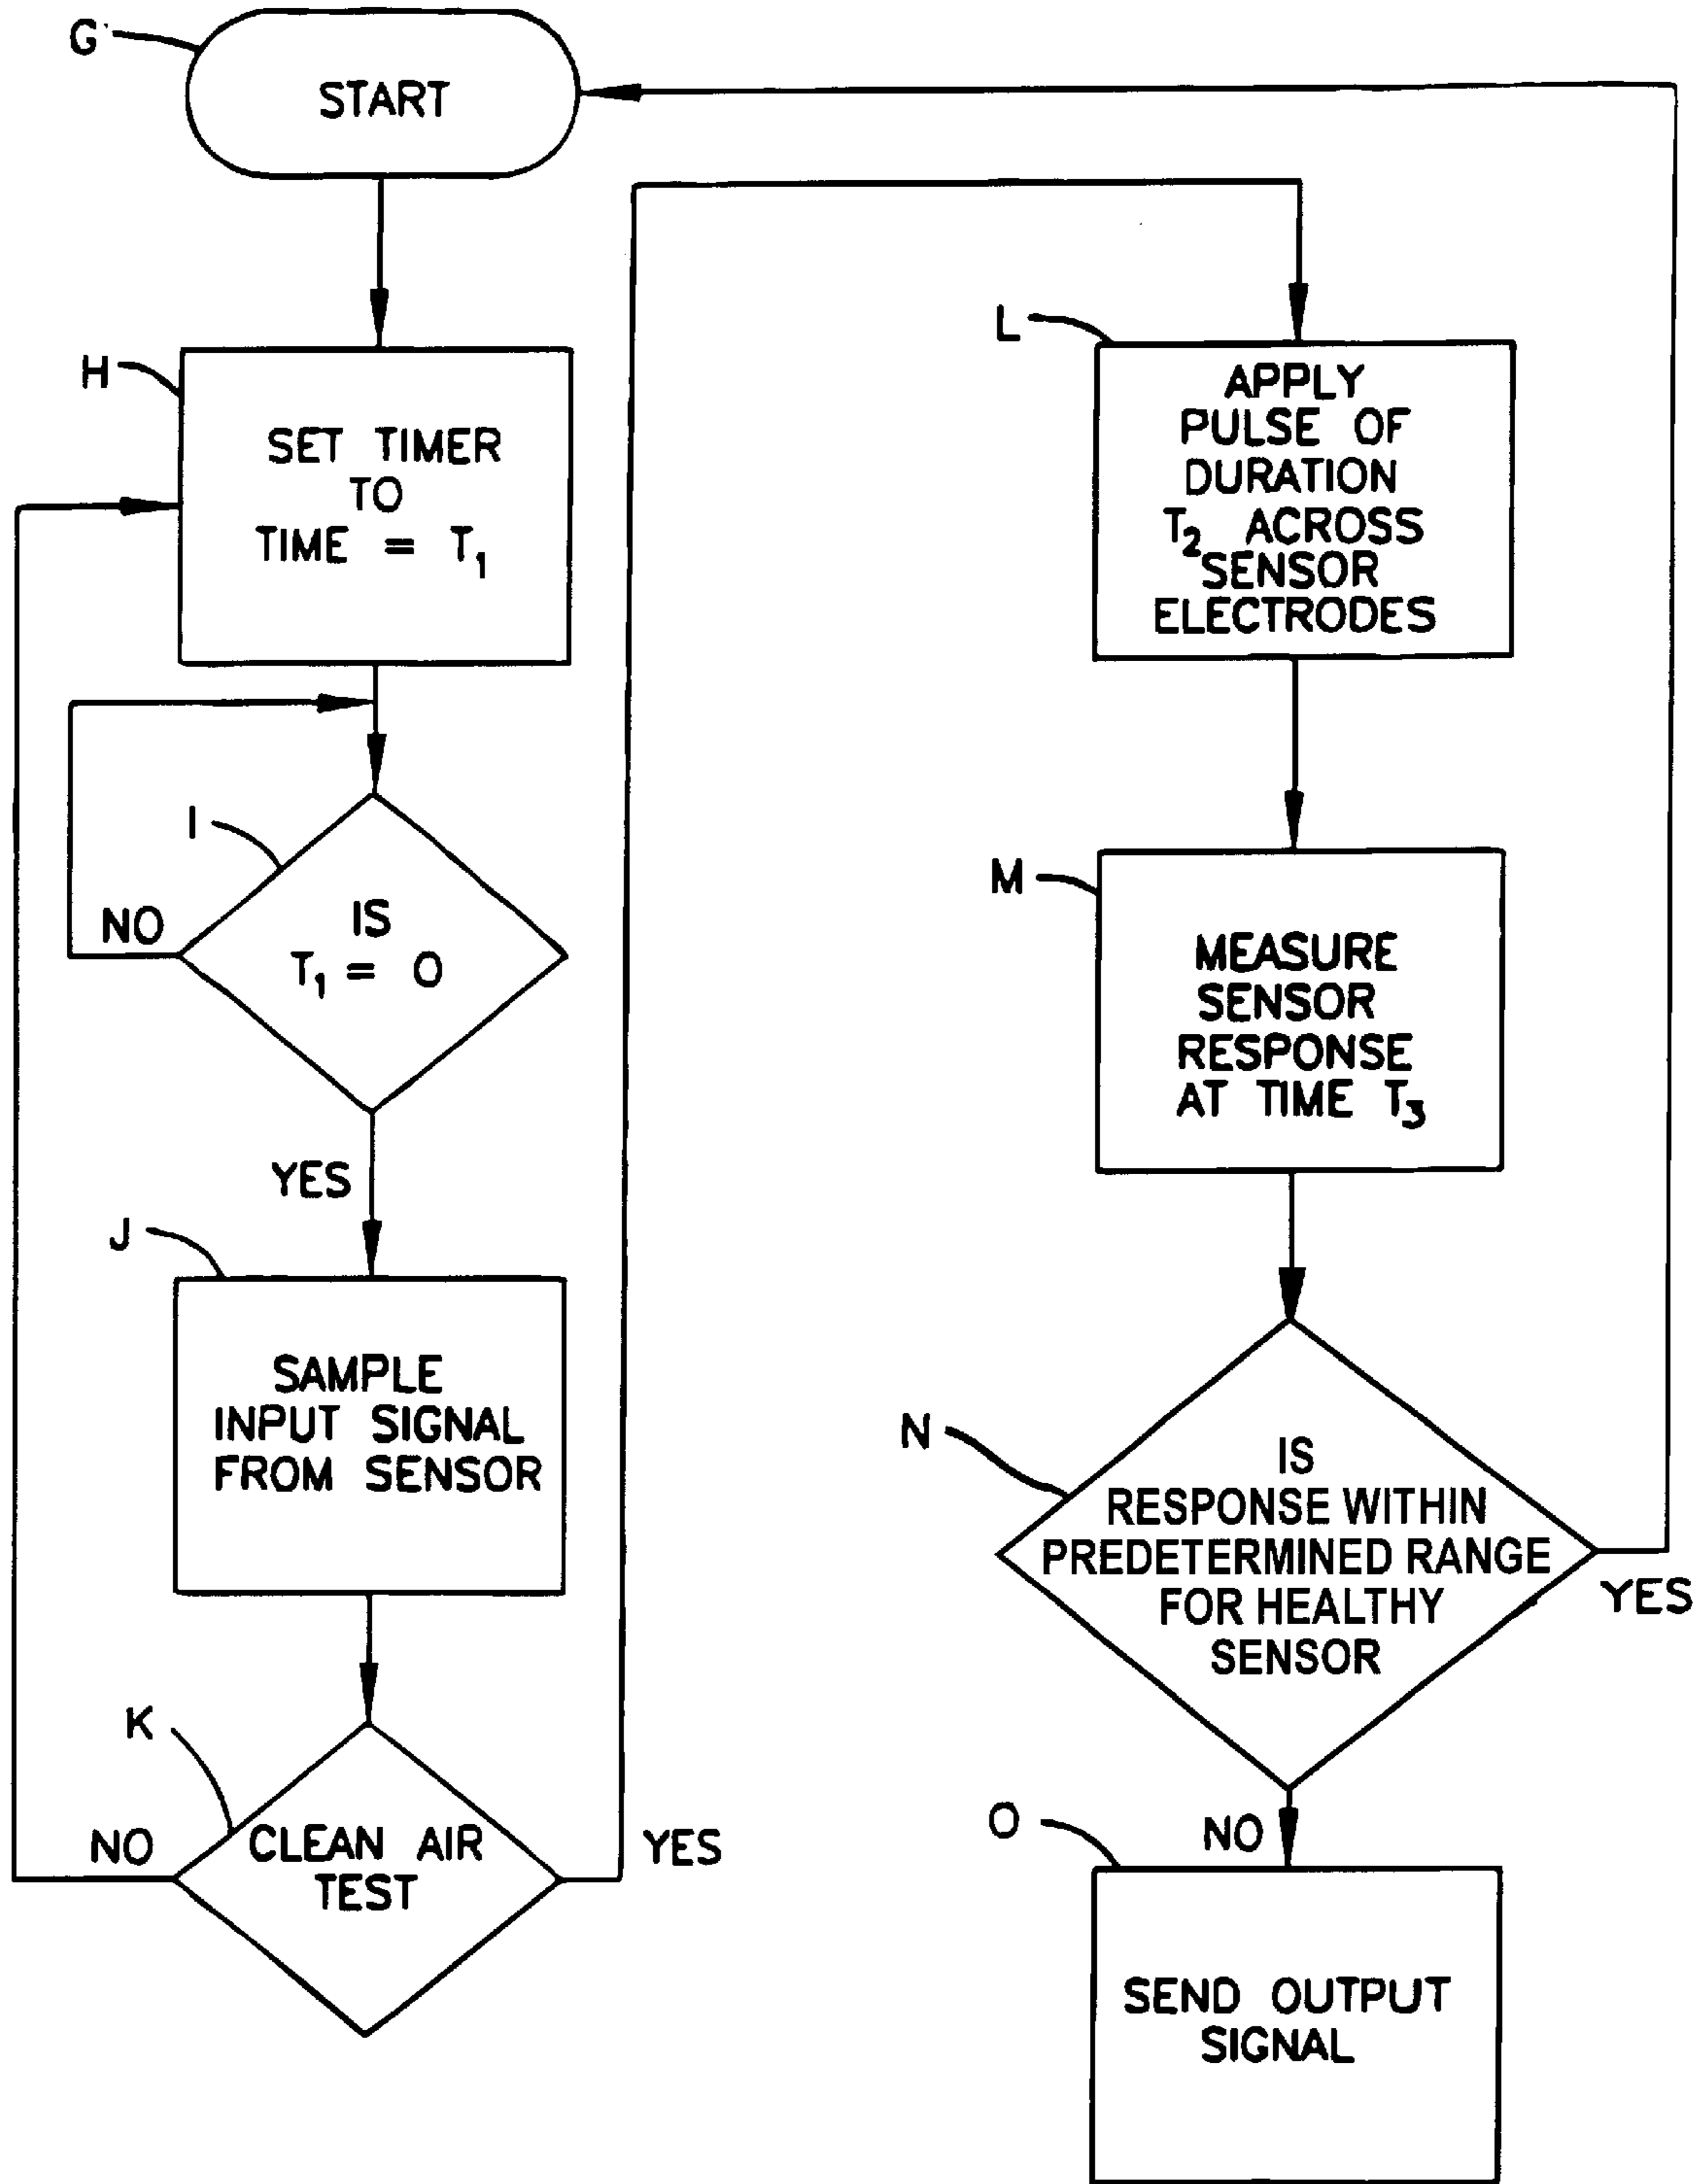 G
START
H
SET TIMER
TO
TIME = T₁
I
IS
T₁ = 0
NO
YES
J
SAMPLE
INPUT SIGNAL
FROM SENSOR
K
CLEAN AIR
TEST
NO
YES
L
APPLY
PULSE OF
DURATION
T₂ ACROSS
SENSOR
ELECTRODES
M
MEASURE
SENSOR
RESPONSE
AT TIME T₃
N
IS
RESPONSE WITHIN
PREDETERMINED RANGE
FOR HEALTHY
SENSOR
YES
NO
O
SEND OUTPUT
SIGNAL